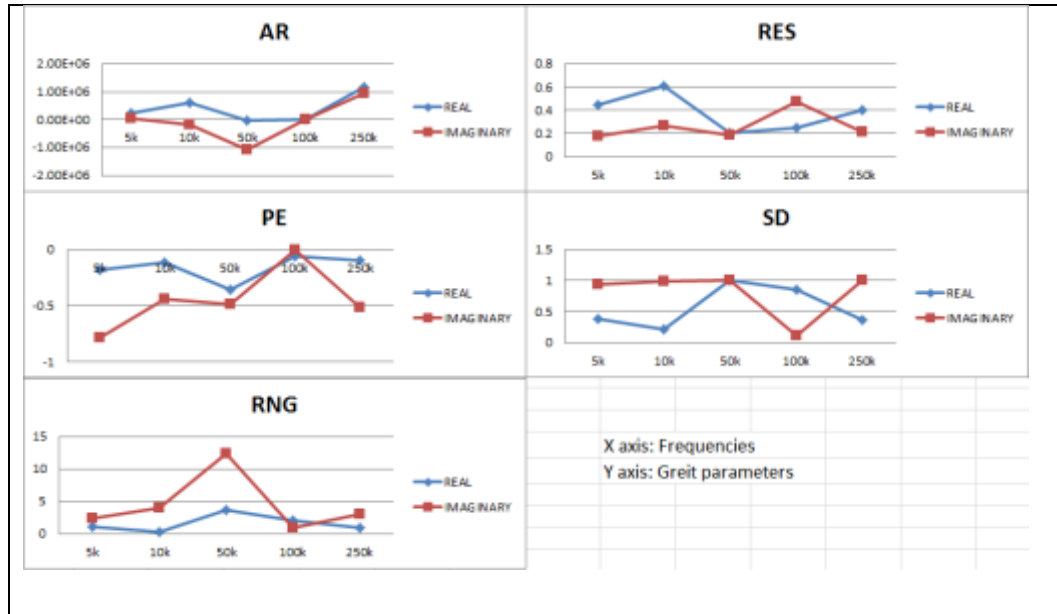 AR
2.00E+06
1.00E+06
0.00E+00
-1.00E+06
-2.00E+06
5k 10k 50k 100k 250k
REAL
IMAGINARY
RES
0.8
0.6
0.4
0.2
0
5k 10k 50k 100k 250k
REAL
IMAGINARY
PE
0
-0.5
-1
5k 10k 50k 100k 250k
REAL
IMAGINARY
SD
1.5
1
0.5
0
5k 10k 50k 100k 250k
REAL
IMAGINARY
RNG
15
10
5
0
5k 10k 50k 100k 250k
REAL
IMAGINARY
X axis: Frequencies
Y axis: Greit parameters